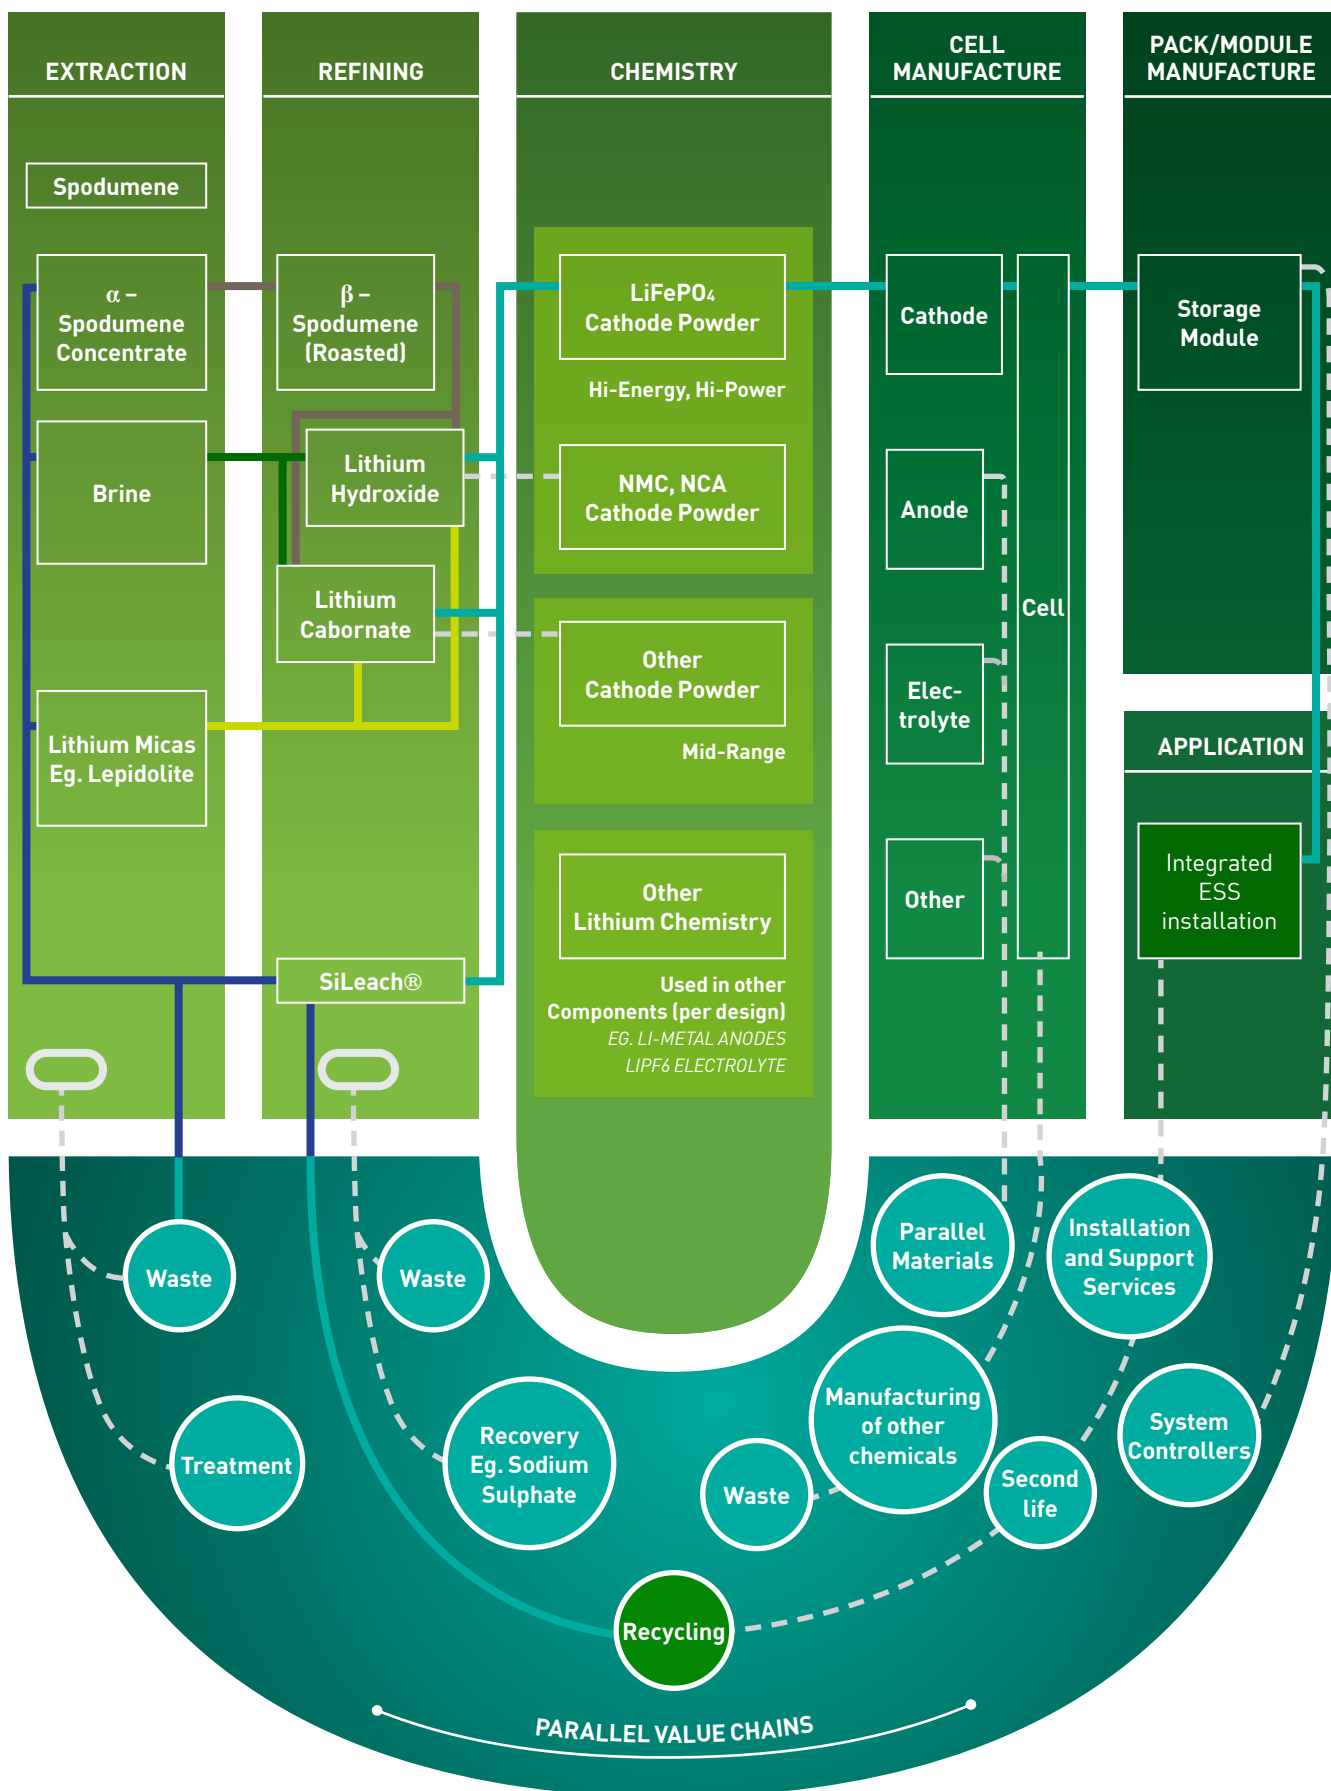 EXTRACTION
Spodumene
α –
Spodumene
Concentrate
Brine
Lithium Micas
Eg. Lepidolite
REFINING
β –
Spodumene
(Roasted)
Lithium
Hydroxide
Lithium
Cabornate
SiLeach®
CHEMISTRY
LiFePO₄
Cathode Powder
Hi-Energy, Hi-Power
NMC, NCA
Cathode Powder
Other
Cathode Powder
Mid-Range
Other
Lithium Chemistry
Used in other
Components (per design)
EG. LI-METAL ANODES
LIPF6 ELECTROLYTE
CELL
MANUFACTURE
Cathode
Anode
Elec-
trolyte
Other
Cell
PACK/MODULE
MANUFACTURE
Storage
Module
APPLICATION
Integrated
ESS
installation
Waste
Treatment
Waste
Recovery
Eg. Sodium
Sulphate
Parallel
Materials
Installation
and Support
Services
Manufacturing
of other
chemicals
System
Controllers
Waste
Second
life
Recycling
PARALLEL VALUE CHAINS